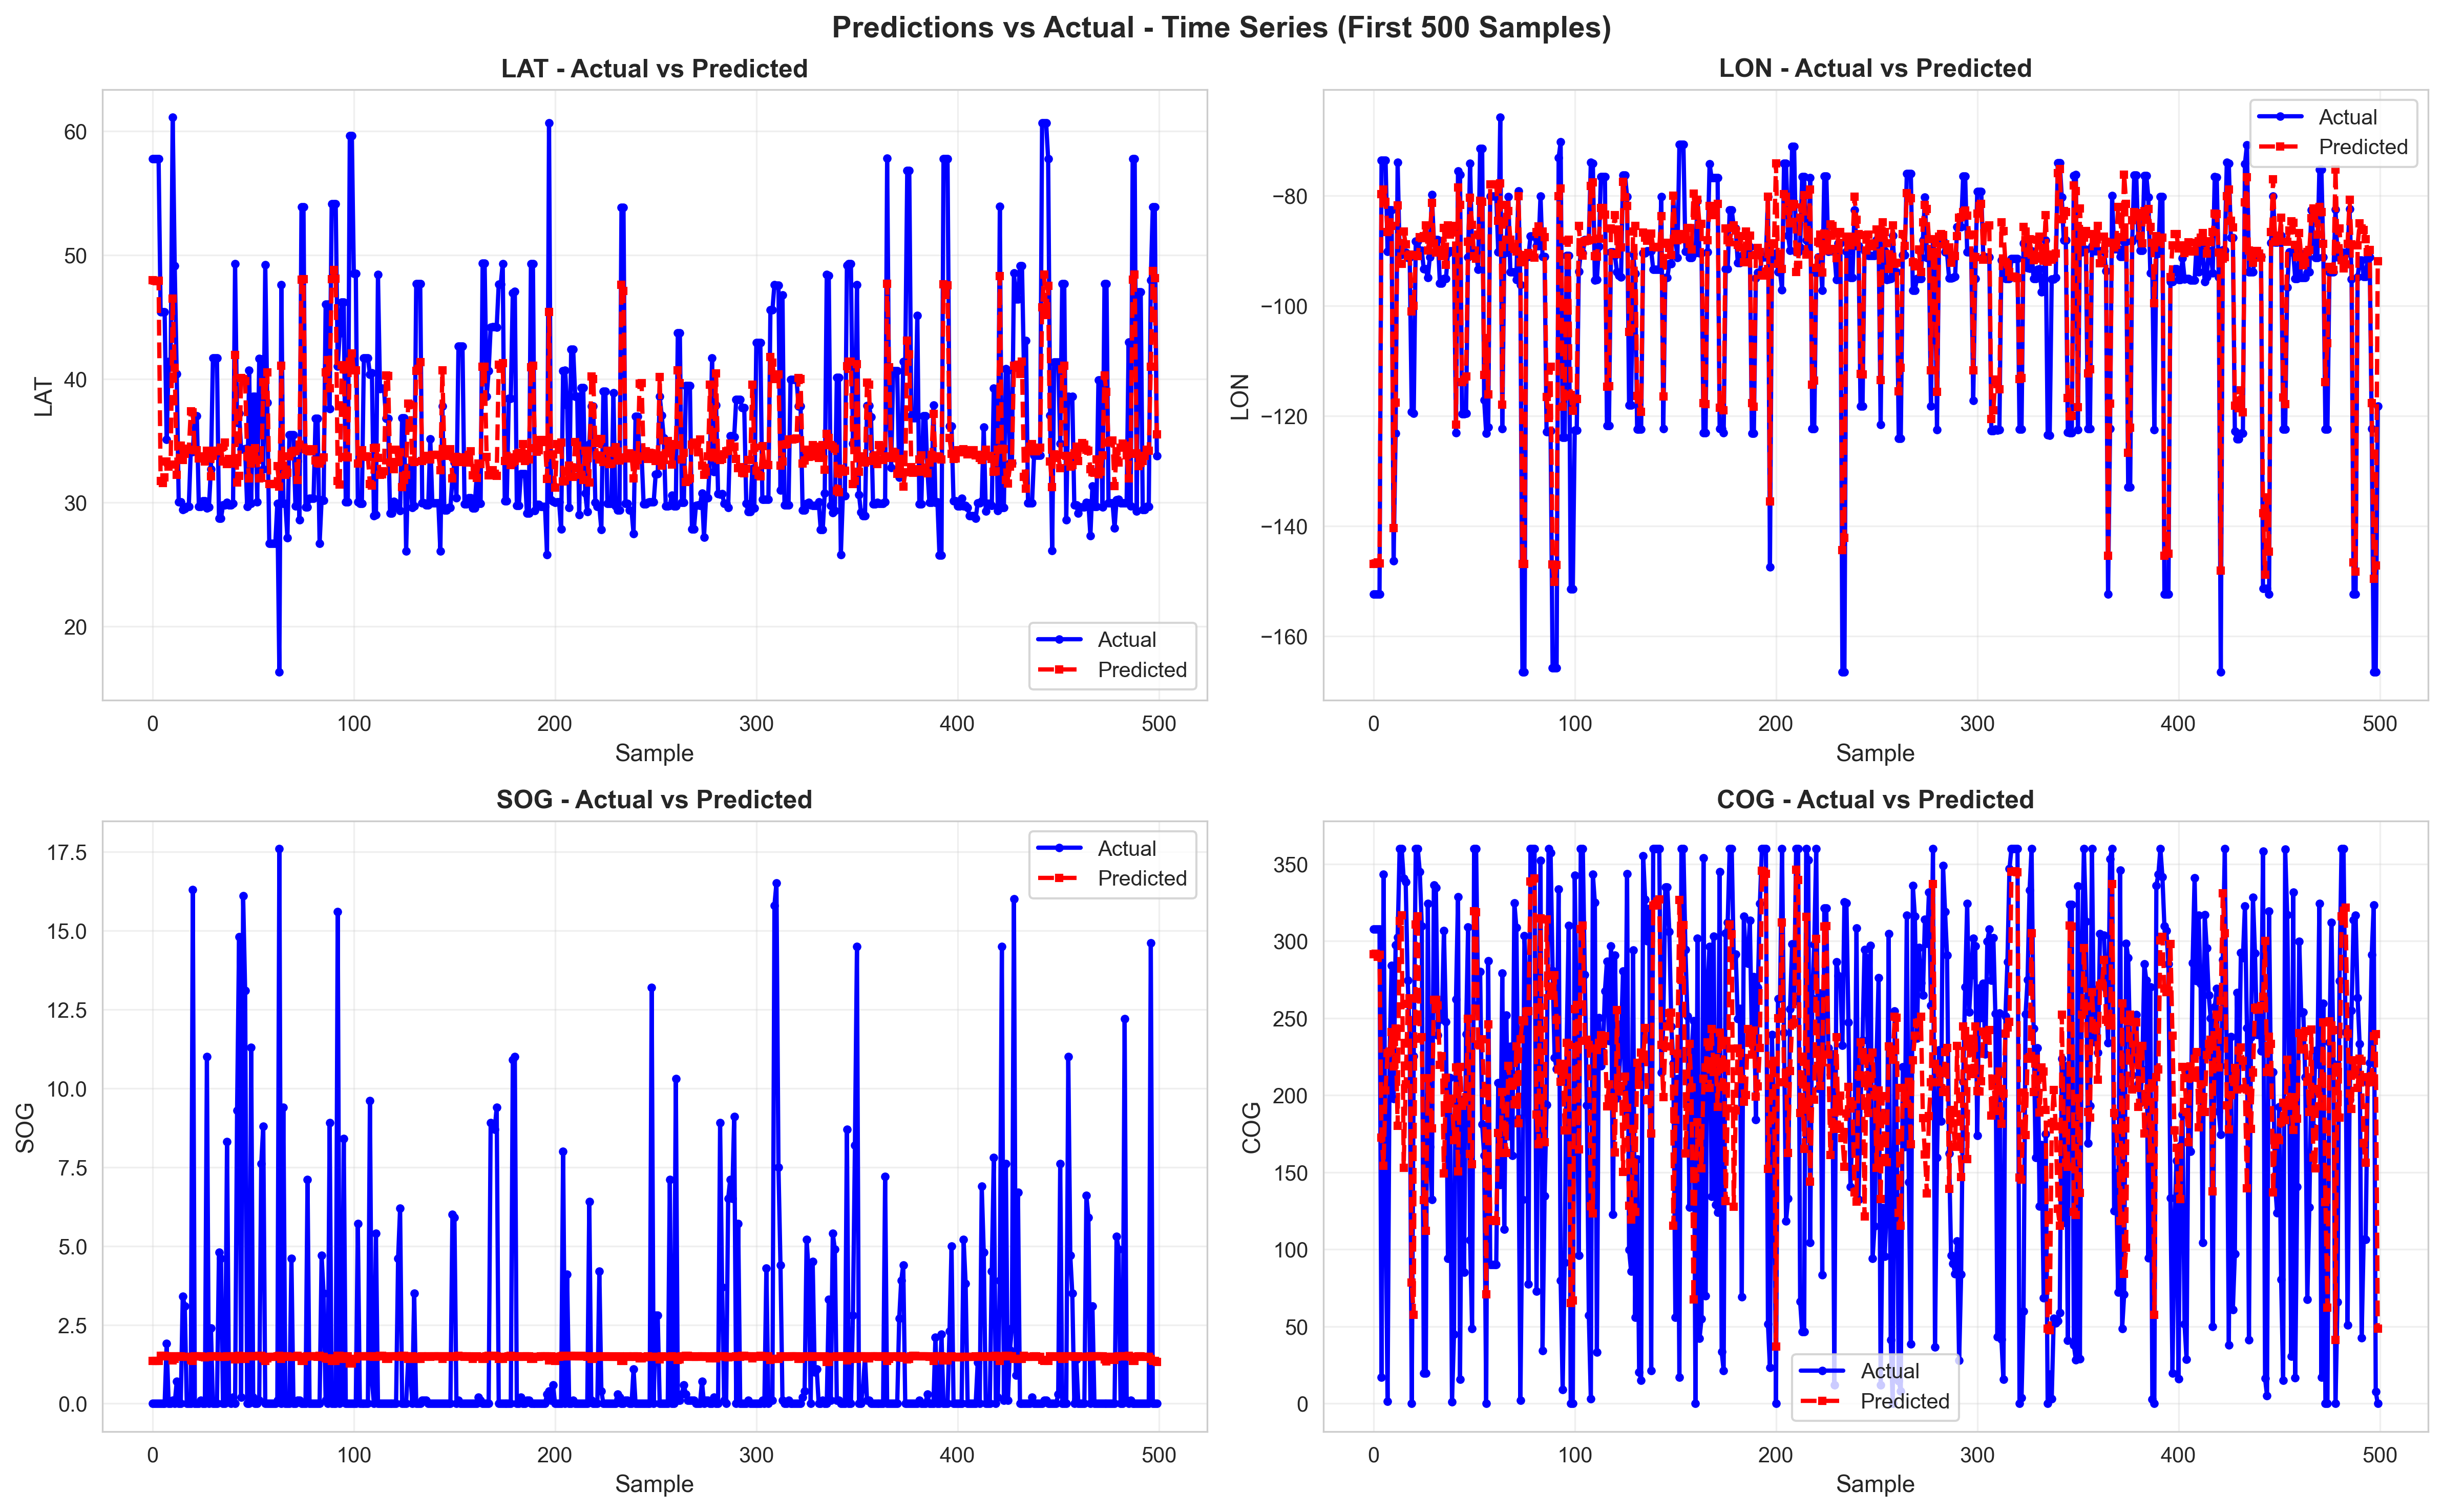 Predictions vs Actual - Time Series (First 500 Samples)
LAT - Actual vs Predicted
60
50
40
30
20
LAT
0 100 200 300 400 500
Sample
Actual
Predicted
LON - Actual vs Predicted
−80
−100
−120
−140
−160
LON
0 100 200 300 400 500
Sample
Actual
Predicted
SOG - Actual vs Predicted
17.5
15.0
12.5
10.0
7.5
5.0
2.5
0.0
SOG
0 100 200 300 400 500
Sample
Actual
Predicted
COG - Actual vs Predicted
350
300
250
200
150
100
50
0
COG
0 100 200 300 400 500
Sample
Actual
Predicted